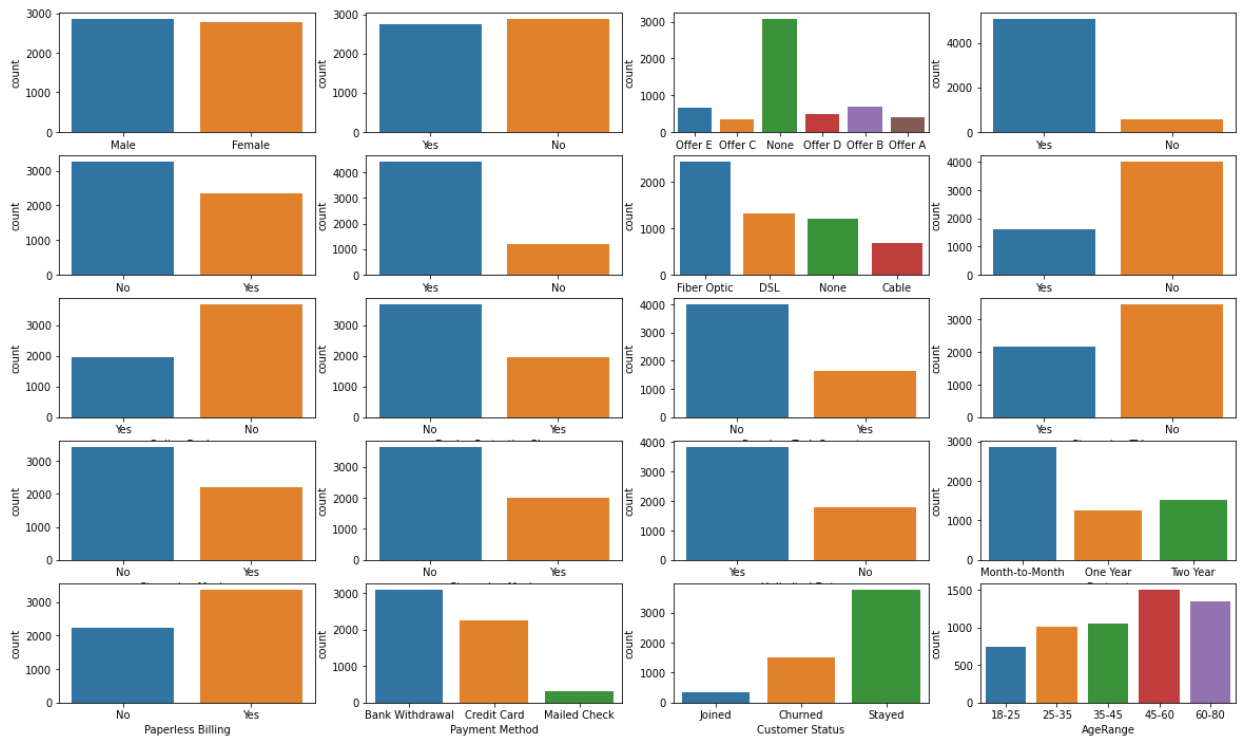 3000
2000
1000
0
count
Male Female
3000
2000
1000
0
count
Yes No
3000
2000
1000
0
count
Offer E Offer C None Offer D Offer B Offer A
4000
2000
0
count
Yes No
3000
2000
1000
0
count
No Yes
4000
3000
2000
1000
0
count
Yes No
2000
1000
0
count
Fiber Optic DSL None Cable
4000
3000
2000
1000
0
count
Yes No
3000
2000
1000
0
count
Yes No
3000
2000
1000
0
count
No Yes
4000
3000
2000
1000
0
count
No Yes
3000
2000
1000
0
count
Yes No
3000
2000
1000
0
count
No Yes
3000
2000
1000
0
count
No Yes
4000
3000
2000
1000
0
count
Yes No
3000
2000
1000
0
count
Month-to-Month One Year Two Year
3000
2000
1000
0
count
No Yes
Paperless Billing
3000
2000
1000
0
count
Bank Withdrawal Credit Card Mailed Check
Payment Method
3000
2000
1000
0
count
Joined Churned Stayed
Customer Status
1500
1000
500
0
count
18-25 25-35 35-45 45-60 60-80
AgeRange